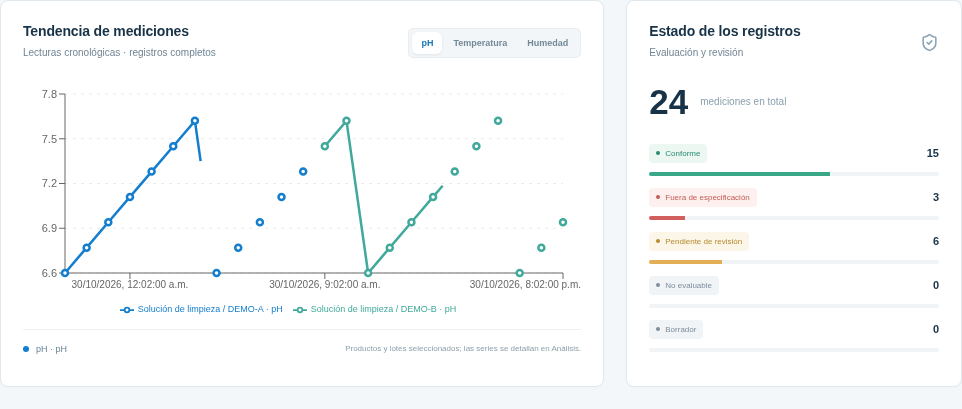 Tendencia de mediciones
Lecturas cronológicas · registros completos
pH
Temperatura
Humedad
7.8
7.5
7.2
6.9
6.6
30/10/2026, 12:02:00 a.m.
30/10/2026, 9:02:00 a.m.
30/10/2026, 8:02:00 p.m.
Solución de limpieza / DEMO-A · pH
Solución de limpieza / DEMO-B · pH
pH · pH
Productos y lotes seleccionados; las series se detallan en Análisis.
Estado de los registros
Evaluación y revisión
24 mediciones en total
Conforme 15
Fuera de especificación 3
Pendiente de revisión 6
No evaluable 0
Borrador 0